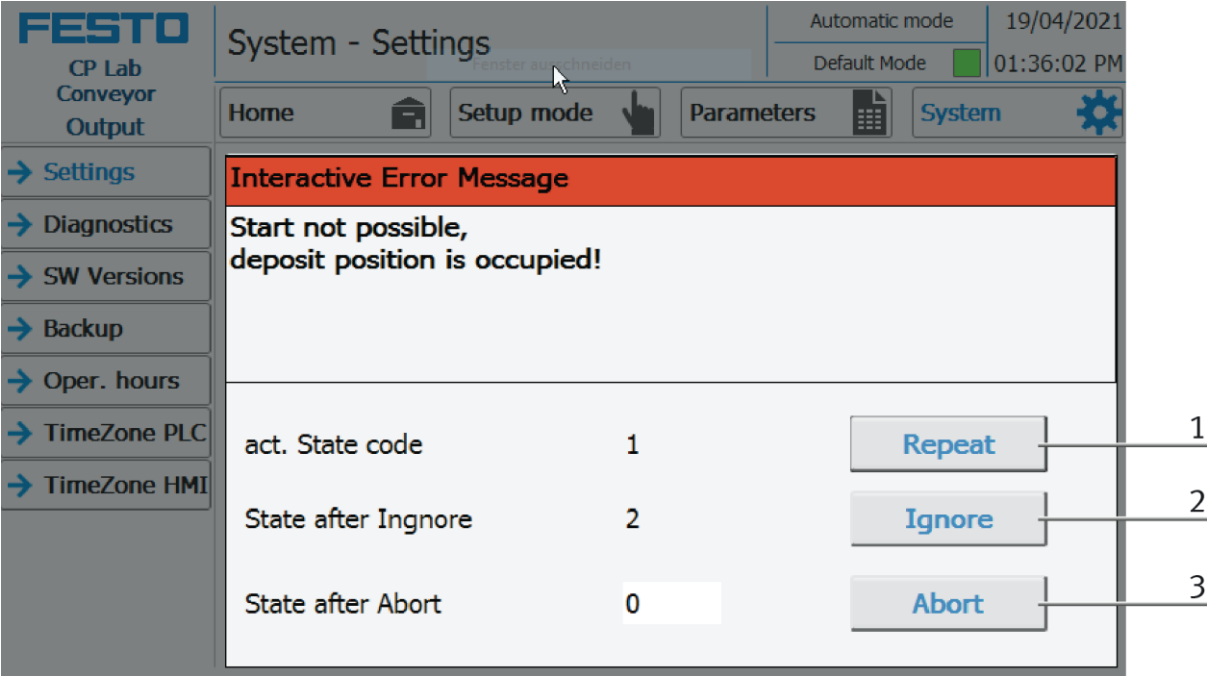 FESTO
CP Lab
Conveyor
Output
System - Settings
Fenster ausschneiden
Automatic mode
Default Mode
19/04/2021
01:36:02 PM
Home
Setup mode
Parameters
System
Settings
Diagnostics
SW Versions
Backup
Oper. hours
TimeZone PLC
TimeZone HMI
Interactive Error Message
Start not possible,
deposit position is occupied!
act. State code 1 Repeat 1
State after Ingnore 2 Ignore 2
State after Abort 0 Abort 3